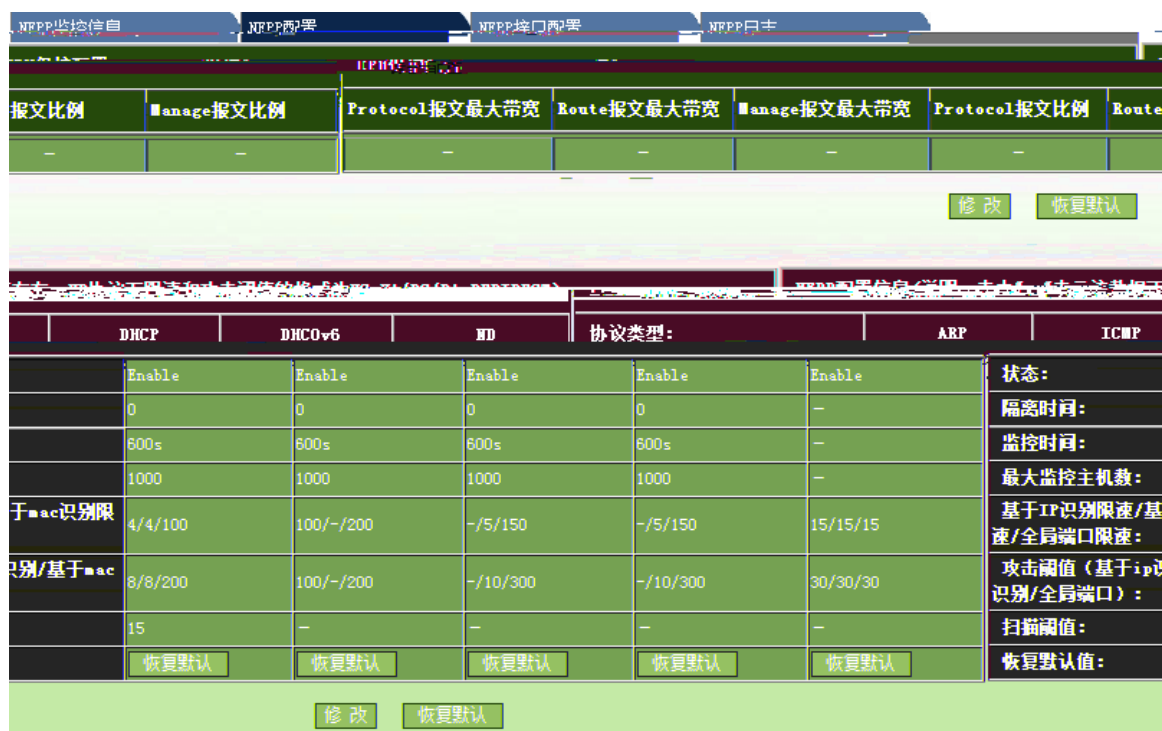 NFPP监控信息 NFPP配置 NFPP接口配置 NFPP日志
报文比例 Manage报文比例 Protocol报文最大带宽 Route报文最大带宽 Manage报文最大带宽 Protocol报文比例 Route
- - - - - -
修 改 恢复默认
DHCP DHCOv6 ND 协议类型: ARP ICMP
Enable Enable Enable Enable Enable 状态:
0 0 0 0 - 隔离时间:
600s 600s 600s 600s - 监控时间:
1000 1000 1000 1000 - 最大监控主机数:
于mac识别限 4/4/100 100/-/200 -/5/150 -/5/150 15/15/15 基于IP识别限速/基
速/全局端口限速:
识别/基于mac 8/8/200 100/-/200 -/10/300 -/10/300 30/30/30 攻击阈值（基于ip识
识别/全局端口）:
15 - - - - 扫描阈值:
恢复默认 恢复默认 恢复默认 恢复默认 恢复默认 恢复默认值:
修 改 恢复默认